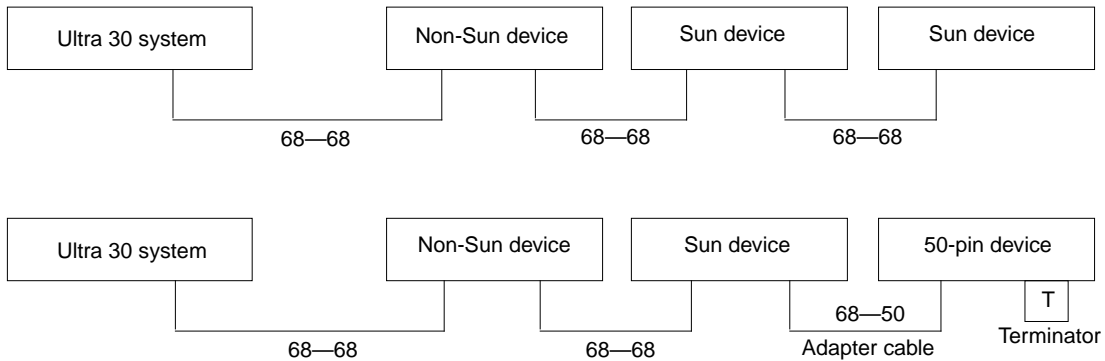 Ultra 30 system
Non-Sun device
Sun device
Sun device
68—68
68—68
68—68
Ultra 30 system
Non-Sun device
Sun device
50-pin device
68—68
68—68
68—50
Adapter cable
T
Terminator